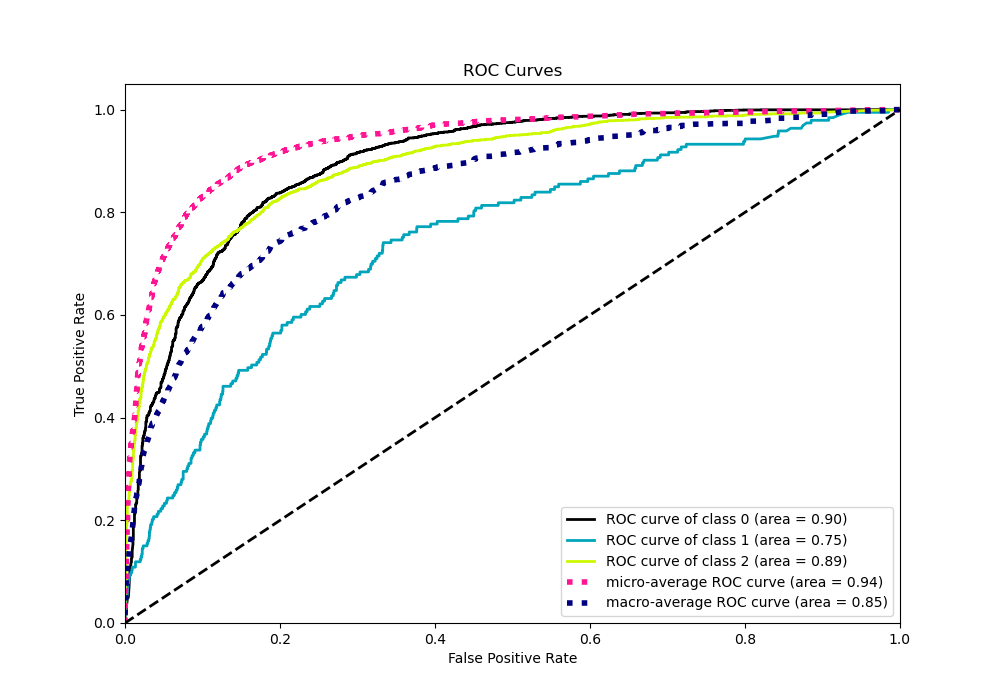 ROC Curves
True Positive Rate
1.0
0.8
0.6
0.4
0.2
0.0
0.0 0.2 0.4 0.6 0.8 1.0
False Positive Rate
ROC curve of class 0 (area = 0.90)
ROC curve of class 1 (area = 0.75)
ROC curve of class 2 (area = 0.89)
micro-average ROC curve (area = 0.94)
macro-average ROC curve (area = 0.85)